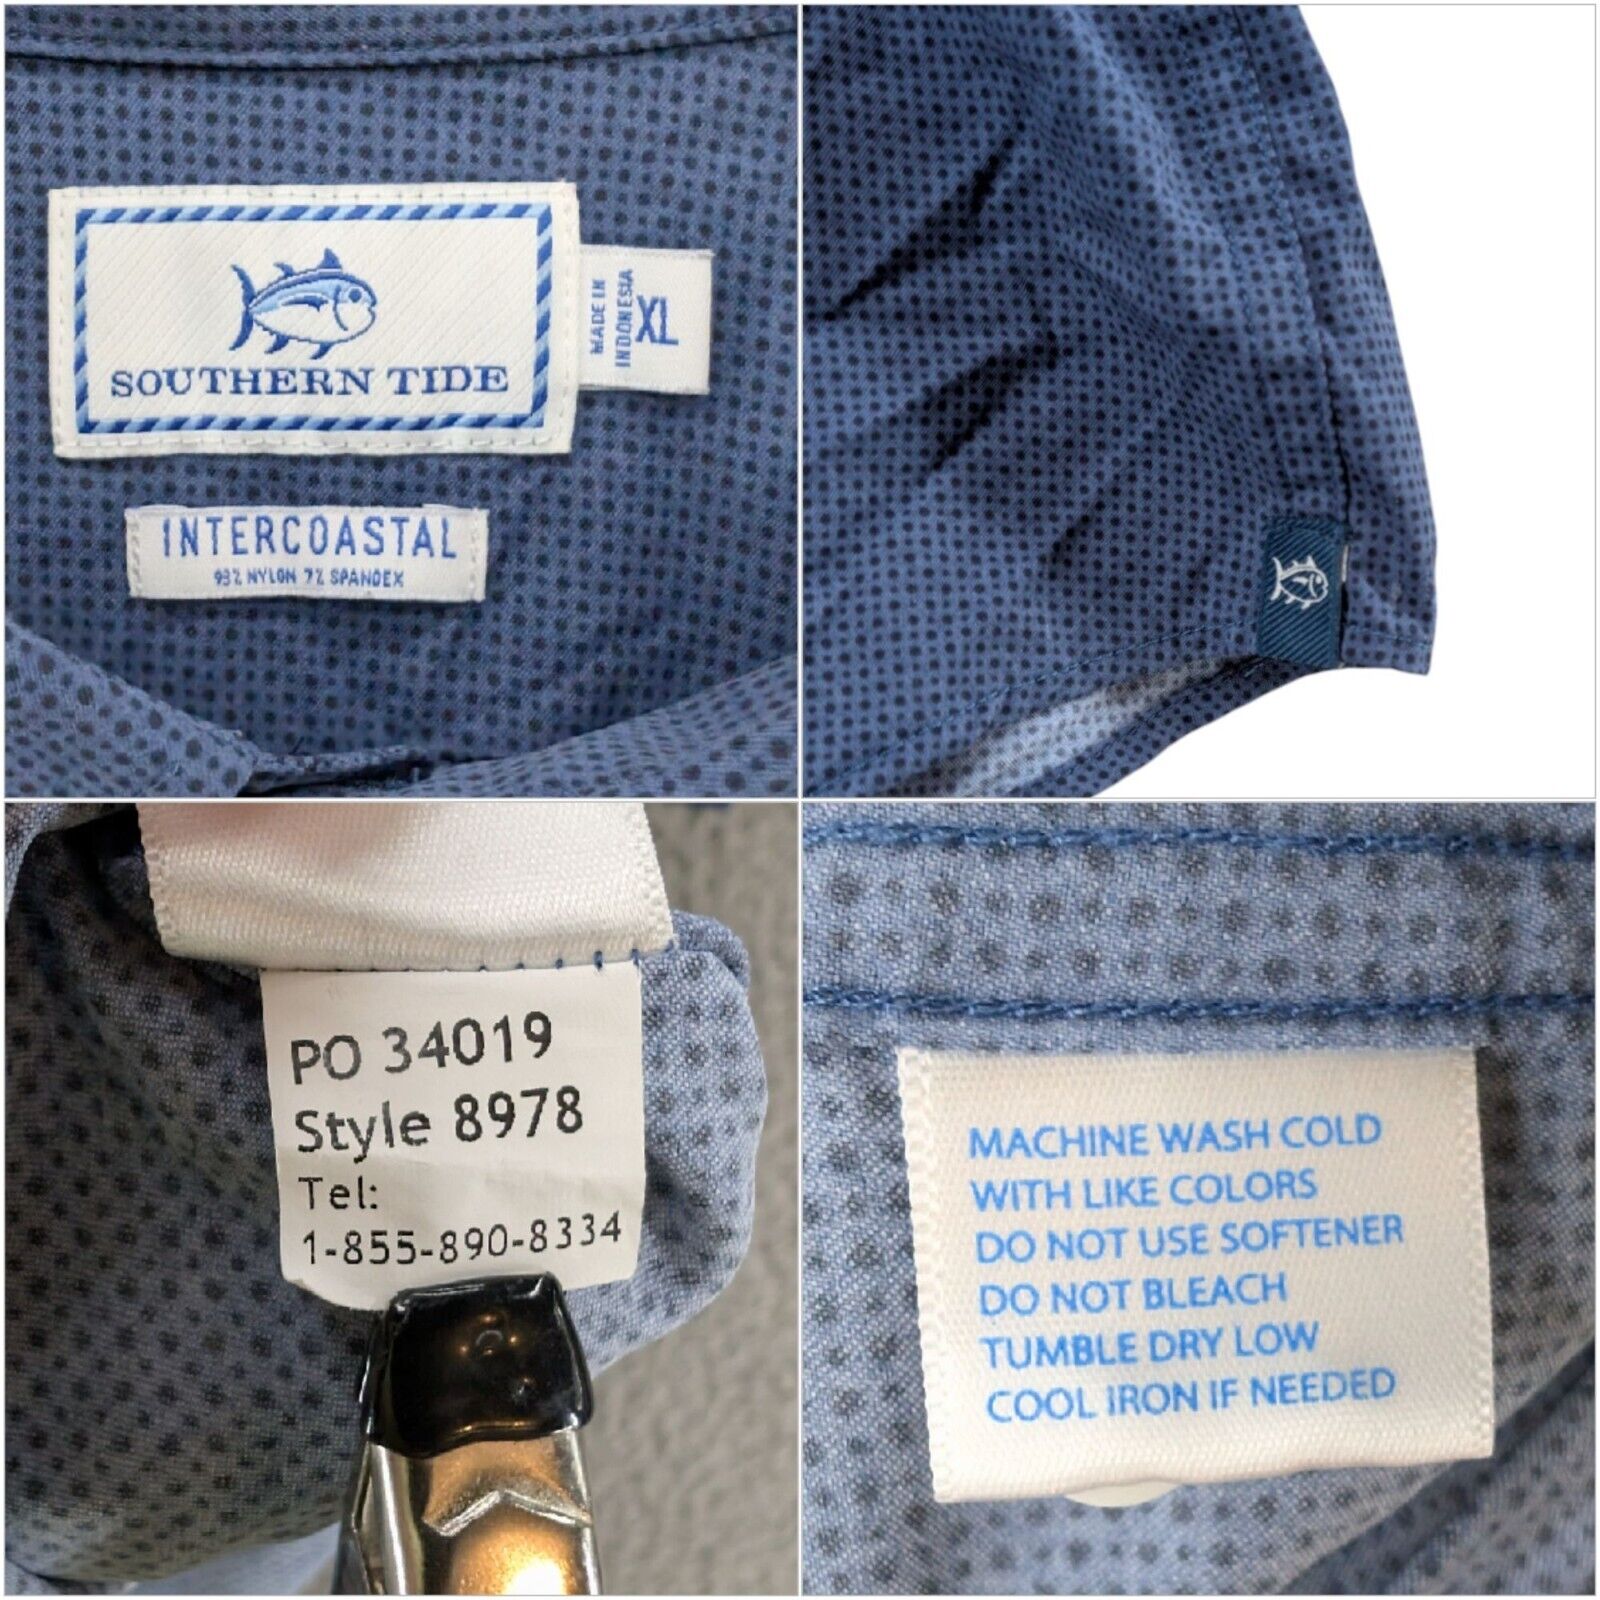 SOUTHERN TIDE
MADE IN
INDONESIA
XL
INTERCOASTAL
93% NYLON 7% SPANDEX
PO 34019
Style 8978
Tel:
1-855-890-8334
MACHINE WASH COLD
WITH LIKE COLORS
DO NOT USE SOFTENER
DO NOT BLEACH
TUMBLE DRY LOW
COOL IRON IF NEEDED